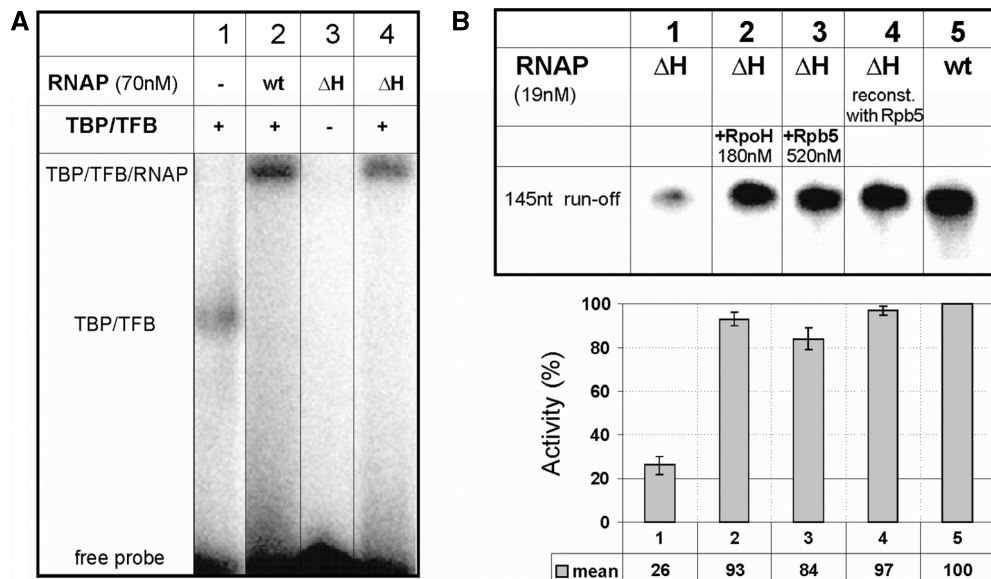 A
1 2 3 4
RNAP (70nM) - wt ΔH ΔH
TBP/TFB + + - +
TBP/TFB/RNAP
TBP/TFB
free probe
B
1 2 3 4 5
RNAP ΔH ΔH ΔH ΔH wt
(19nM) reconst.
with Rpb5
+RpoH +Rpb5
180nM 520nM
145nt run-off
100
80
60
40
20
0
Activity (%)
1 2 3 4 5
mean 26 93 84 97 100